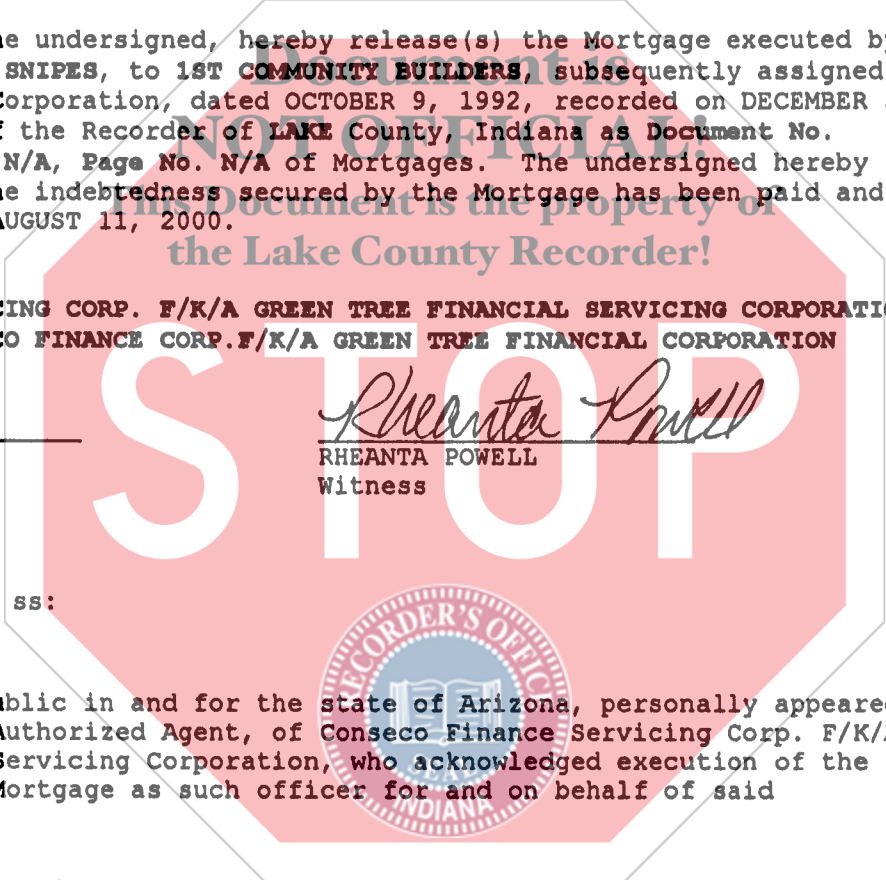 he undersigned, hereby release(s) the Mortgage executed b
Document is
SNIPES, to 1ST COMMUNITY BUILDERS, subsequently assigned
Corporation, dated OCTOBER 9, 1992, recorded on DECEMBER
f the Recorder of LAKE County, Indiana as Document No.
NOT OFFICIAL!
N/A, Page No. N/A of Mortgages. The undersigned hereby
e indebtedness secured by the Mortgage has been paid and
This Document is the property of
AUGUST 11, 2000.
the Lake County Recorder!
CING CORP. F/K/A GREEN TREE FINANCIAL SERVICING CORPORATIO
CO FINANCE CORP.F/K/A GREEN TREE FINANCIAL CORPORATION
STOP
Rheanta Powell
RHEANTA POWELL
Witness
ss:
RECORDER'S OFFICE
ublic in and for the state of Arizona, personally appeare
Authorized Agent, of Conseco Finance Servicing Corp. F/K/A
Servicing Corporation, who acknowledged execution of the
SEAL
Mortgage as such officer for and on behalf of said
INDIANA